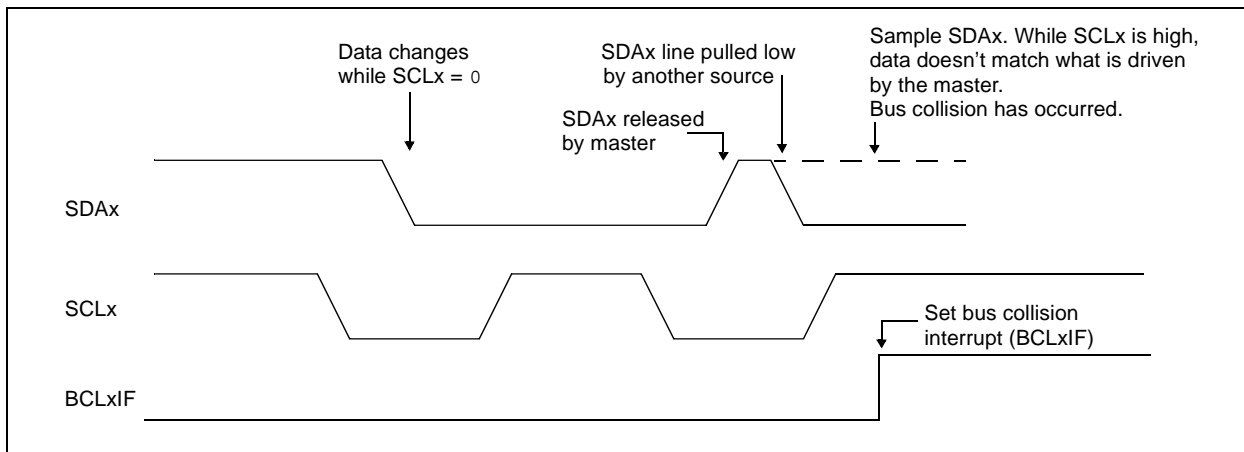 Data changes
while SCLx = 0
SDAx line pulled low
by another source
Sample SDAx. While SCLx is high,
data doesn't match what is driven
by the master.
Bus collision has occurred.
SDAx released
by master
SDAx
SCLx
Set bus collision
interrupt (BCLxIF)
BCLxIF